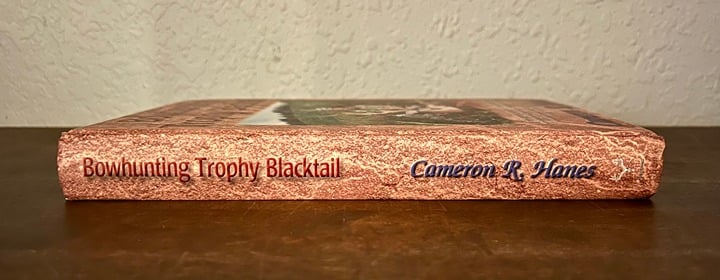 Bowhunting Trophy Blacktail Cameron R. Hanes